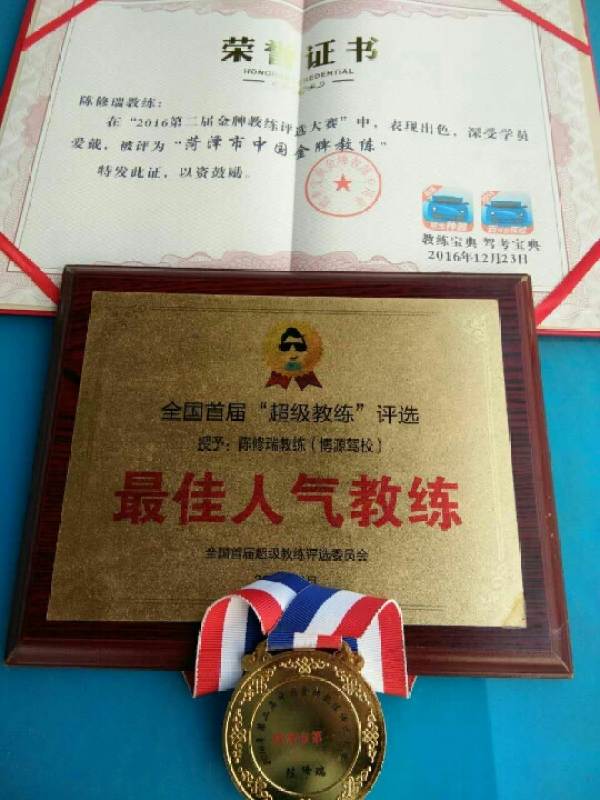 荣誉证书
陈修瑞教练:
在“2016第二届金牌教练评选大赛”中,表现出色,深受学员
爱戴,被评为“菏泽市中国金牌教练”
特发此证,以资鼓励。
教练宝典 驾考宝典
2016年12月23日
全国首届“超级教练”评选
授予:陈修瑞教练(博源驾校)
最佳人气教练
全国首届超级教练评选委员会
陈修瑞